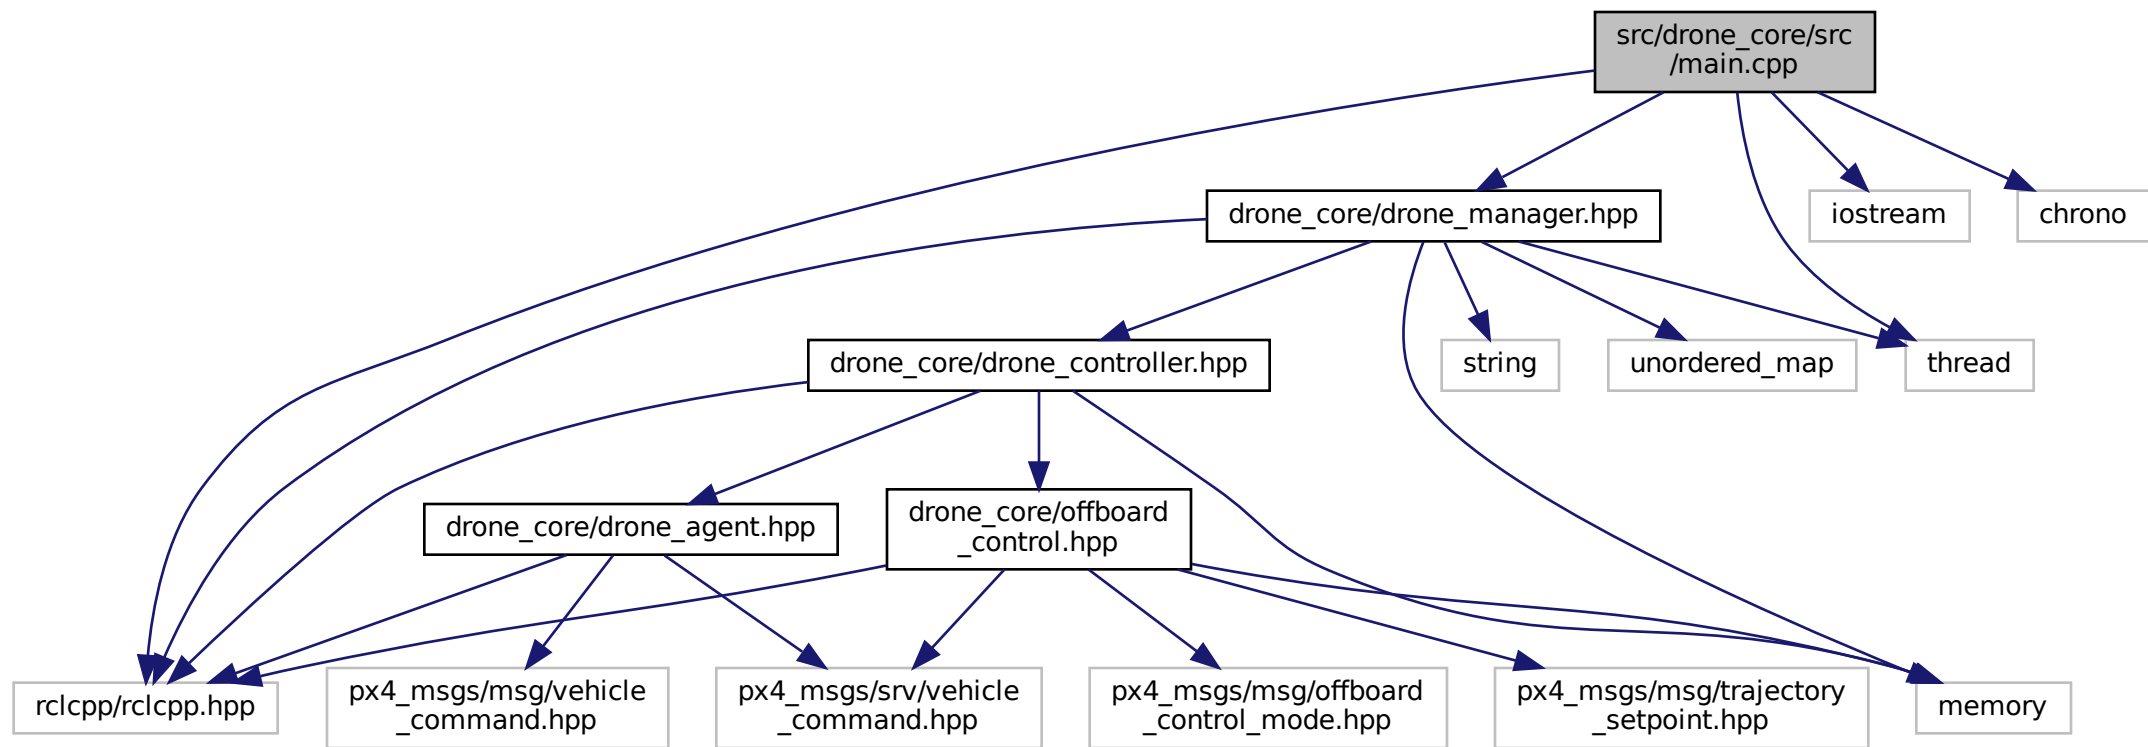 src/drone_core/src
/main.cpp
drone_core/drone_manager.hpp
iostream
chrono
drone_core/drone_controller.hpp
string
unordered_map
thread
drone_core/drone_agent.hpp
drone_core/offboard
_control.hpp
rclcpp/rclcpp.hpp
px4_msgs/msg/vehicle
_command.hpp
px4_msgs/srv/vehicle
_command.hpp
px4_msgs/msg/offboard
_control_mode.hpp
px4_msgs/msg/trajectory
_setpoint.hpp
memory